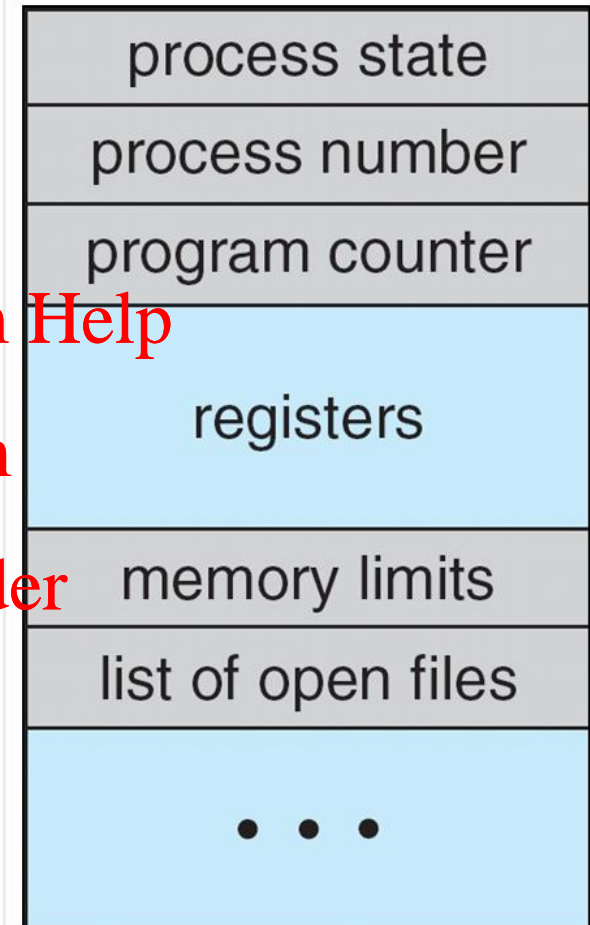 process state
process number
program counter
Help
registers
memory limits
list of open files
• • •